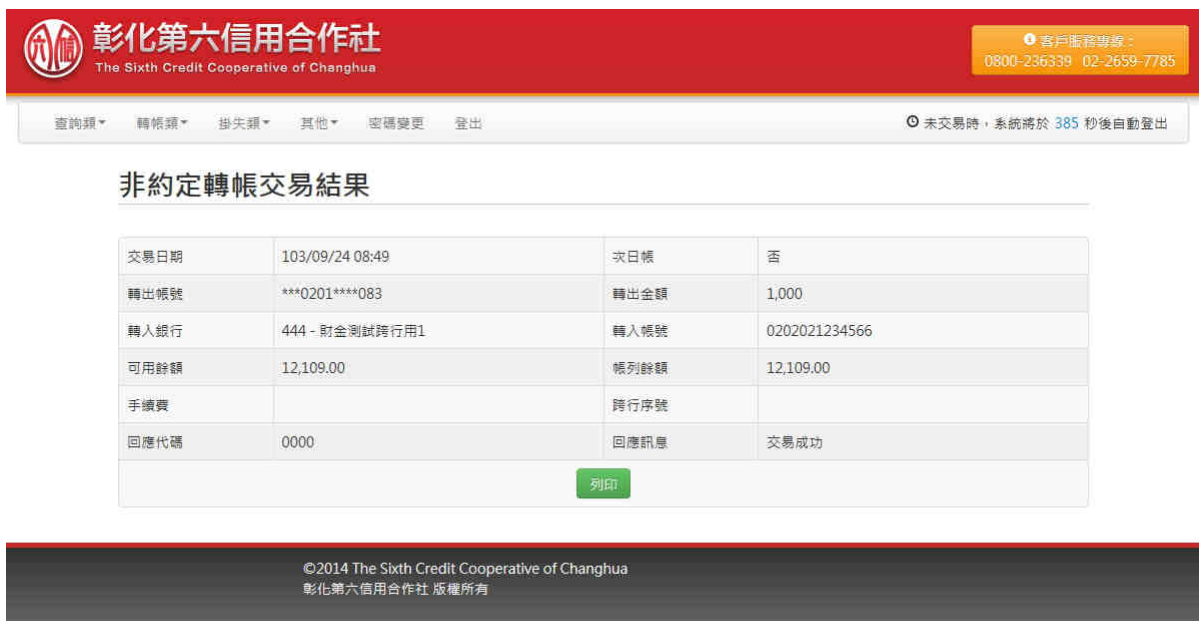 六信
彰化第六信用合作社
The Sixth Credit Cooperative of Changhua
客戶服務專線：
0800-236339 02-2659-7785
查詢類 轉帳類 掛失類 其他 密碼變更 登出 未交易時，系統將於 385 秒後自動登出
非約定轉帳交易結果
交易日期 103/09/24 08:49 次日帳 否
轉出帳號 ***0201****083 轉出金額 1,000
轉入銀行 444 - 財金測試跨行用1 轉入帳號 0202021234566
可用餘額 12,109.00 帳列餘額 12,109.00
手續費 跨行序號
回應代碼 0000 回應訊息 交易成功
列印
©2014 The Sixth Credit Cooperative of Changhua
彰化第六信用合作社 版權所有